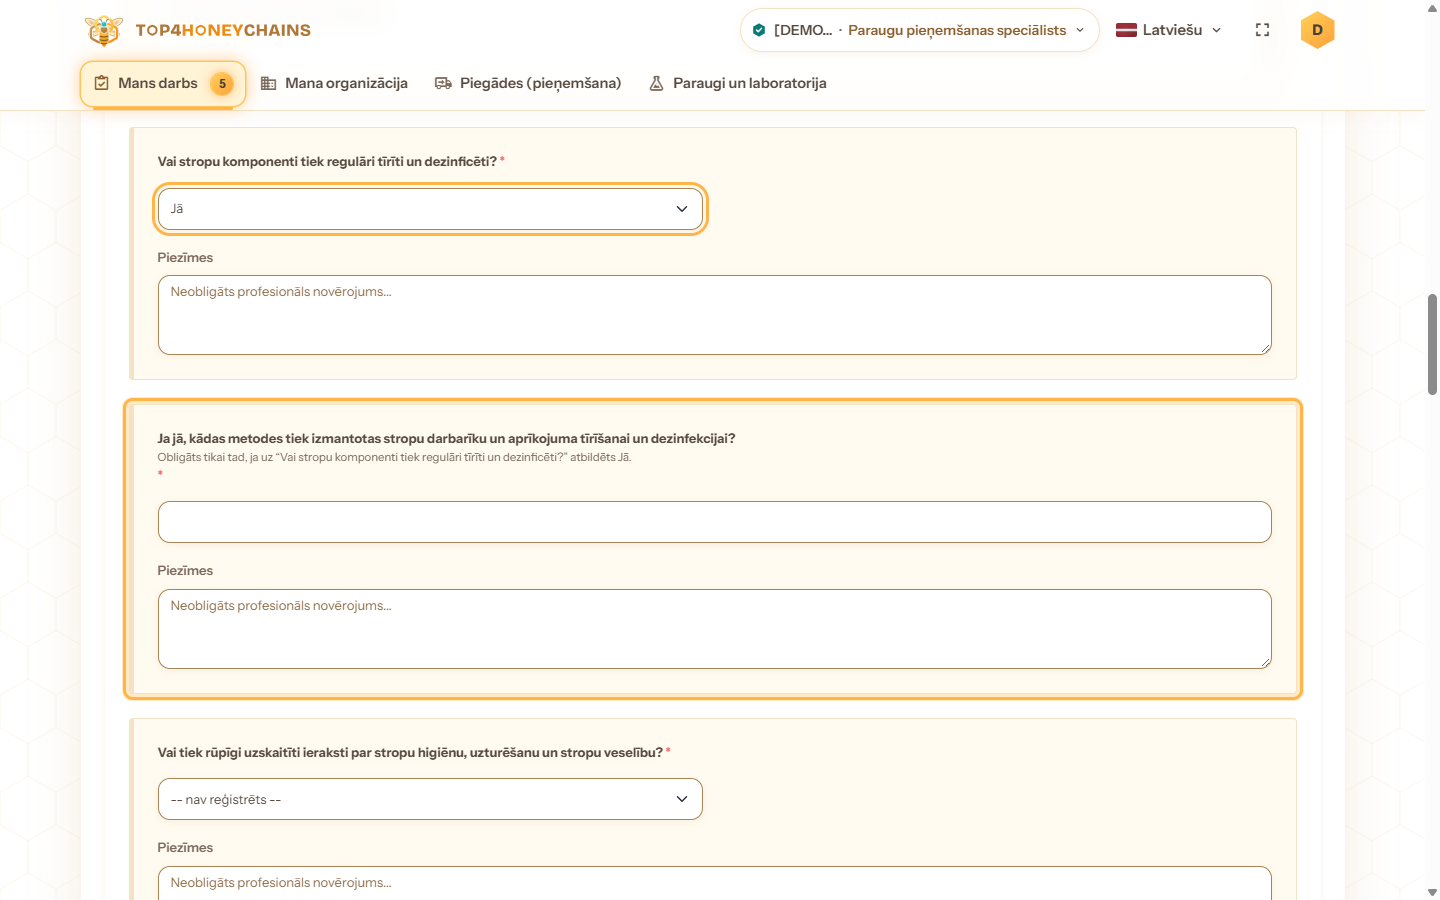 TOP4HONEYCHAINS
[DEMO... · Paraugu pieņemšanas speciālists
Latviešu
D
Mans darbs 5
Mana organizācija
Piegādes (pieņemšana)
Paraugi un laboratorija
Vai stropu komponenti tiek regulāri tīrīti un dezinficēti? *
Jā
Piezīmes
Neobligāts profesionāls novērojums...
Ja jā, kādas metodes tiek izmantotas stropu darbarīku un aprīkojuma tīrīšanai un dezinfekcijai?
Obligāts tikai tad, ja uz “Vai stropu komponenti tiek regulāri tīrīti un dezinficēti?” atbildēts Jā.
*
Piezīmes
Neobligāts profesionāls novērojums...
Vai tiek rūpīgi uzskaitīti ieraksti par stropu higiēnu, uzturēšanu un stropu veselību? *
-- nav reģistrēts --
Piezīmes
Neobligāts profesionāls novērojums...